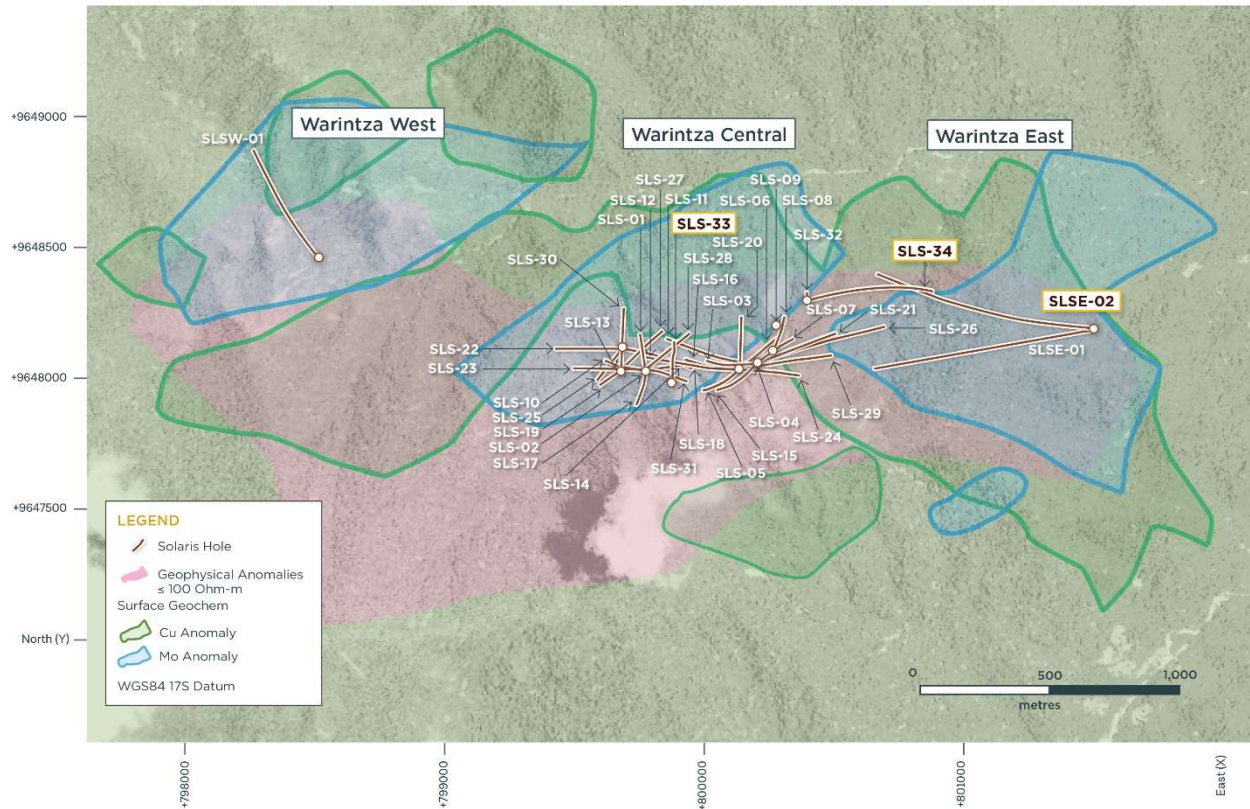 +9649000
+9648500
+9648000
+9647500
North (Y)
Warintza West
Warintza Central
Warintza East
SLSW-01
SLS-27
SLS-09
SLS-12
SLS-11
SLS-06
SLS-08
SLS-01
SLS-33
SLS-32
SLS-20
SLS-34
SLS-30
SLS-28
SLS-16
SLSE-02
SLS-03
SLS-07
SLS-21
SLS-13
SLS-26
SLS-22
SLSE-01
SLS-23
SLS-10
SLS-25
SLS-29
SLS-19
SLS-04
SLS-02
SLS-18
SLS-24
SLS-17
SLS-15
SLS-31
SLS-05
SLS-14
LEGEND
Solaris Hole
Geophysical Anomalies
≤ 100 Ohm-m
Surface Geochem
Cu Anomaly
Mo Anomaly
WGS84 17S Datum
0
500
1,000
metres
+798000
+799000
+800000
+801000
East (X)